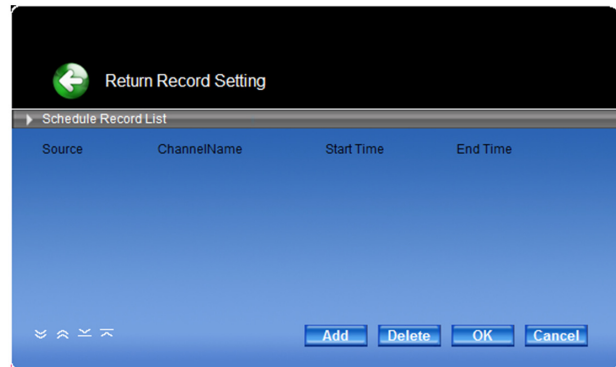 Return Record Setting
Schedule Record List
Source ChannelName Start Time End Time
Add Delete OK Cancel